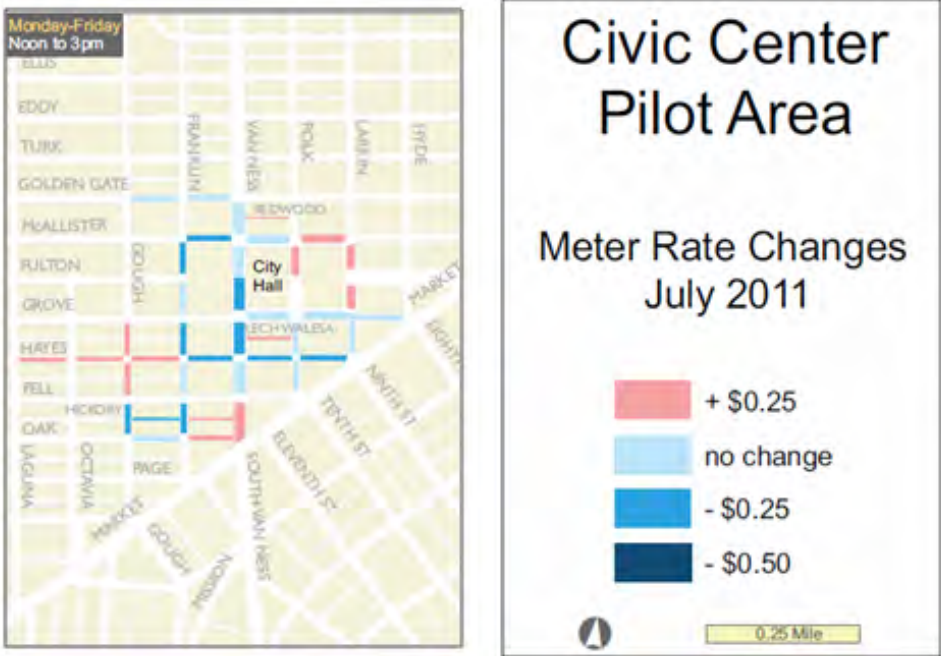 Monday-Friday
Noon to 3pm
ELLIS
EDDY
TURK
GOLDEN GATE
McALLISTER
FULTON
GROVE
HAYES
FELL
HICKORY
OAK
PAGE
LAGUNA
OCTAVIA
GOUGH
FRANKLIN
VAN NESS
POLK
LARKIN
HYDE
REDWOOD
City
Hall
LECH WALESA
MARKET
EIGHTH
NINTH ST
TENTH ST
ELEVENTH ST
SOUTH VAN NESS
MARKET
GOUGH
MISSION
Civic Center
Pilot Area
Meter Rate Changes
July 2011
+ $0.25
no change
- $0.25
- $0.50
0.25 Mile